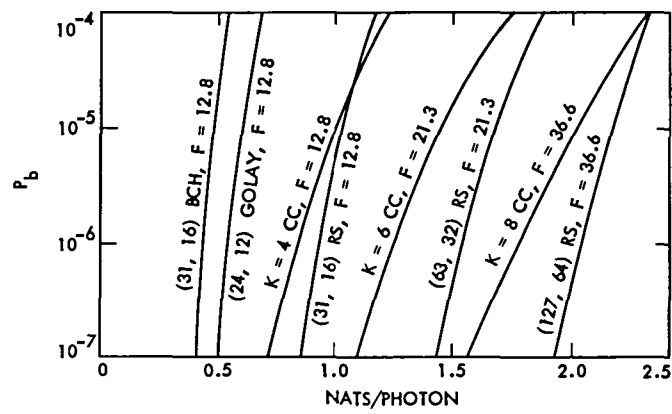 10-4
10-5
10-6
10-7
P_b
(31, 16) BCH, F = 12.8
(24, 12) GOLAY, F = 12.8
K = 4 CC, F = 12.8
(31, 16) RS, F = 12.8
K = 6 CC, F = 21.3
(63, 32) RS, F = 21.3
K = 8 CC, F = 36.6
(127, 64) RS, F = 36.6
0 0.5 1.0 1.5 2.0 2.5
NATS/PHOTON